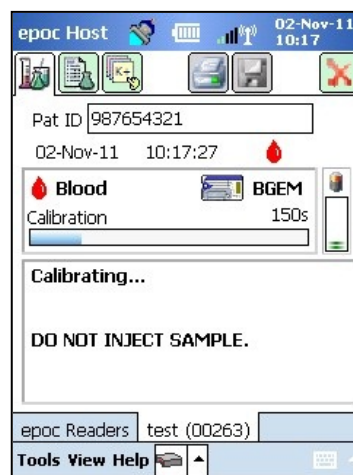 epoc Host 02-Nov-11
10:17
K+
Pat ID 987654321
02-Nov-11 10:17:27
Blood BGEM
Calibration 150s
Calibrating...
DO NOT INJECT SAMPLE.
epoc Readers test (00263)
Tools View Help